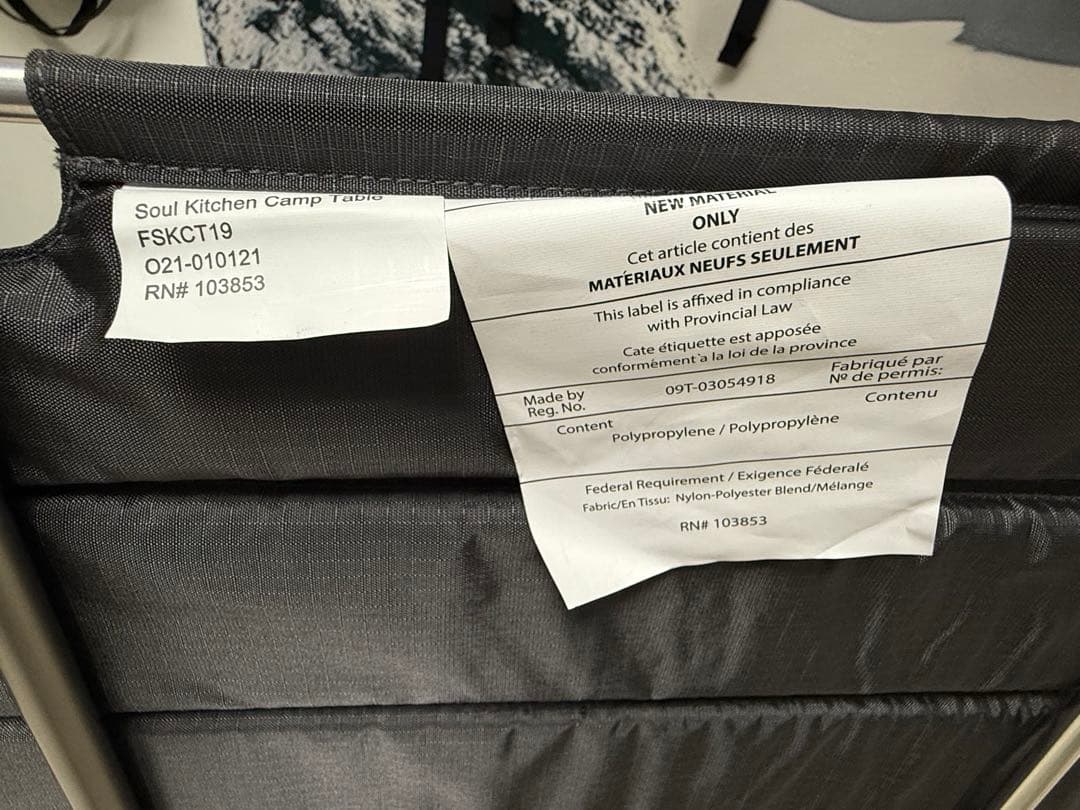 Soul Kitchen Camp Table
FSKCT19
O21-010121
RN# 103853
NEW MATERIAL
ONLY
Cet article contient des
MATÉRIAUX NEUFS SEULEMENT
This label is affixed in compliance
with Provincial Law
Cate étiquette est apposée
conformément à la loi de la province
Made by
Reg. No.
09T-03054918
Fabriqué par
Nº de permis:
Content
Contenu
Polypropylene / Polypropylène
Federal Requirement / Exigence Féderalé
Fabric/En Tissu: Nylon-Polyester Blend/Mélange
RN# 103853